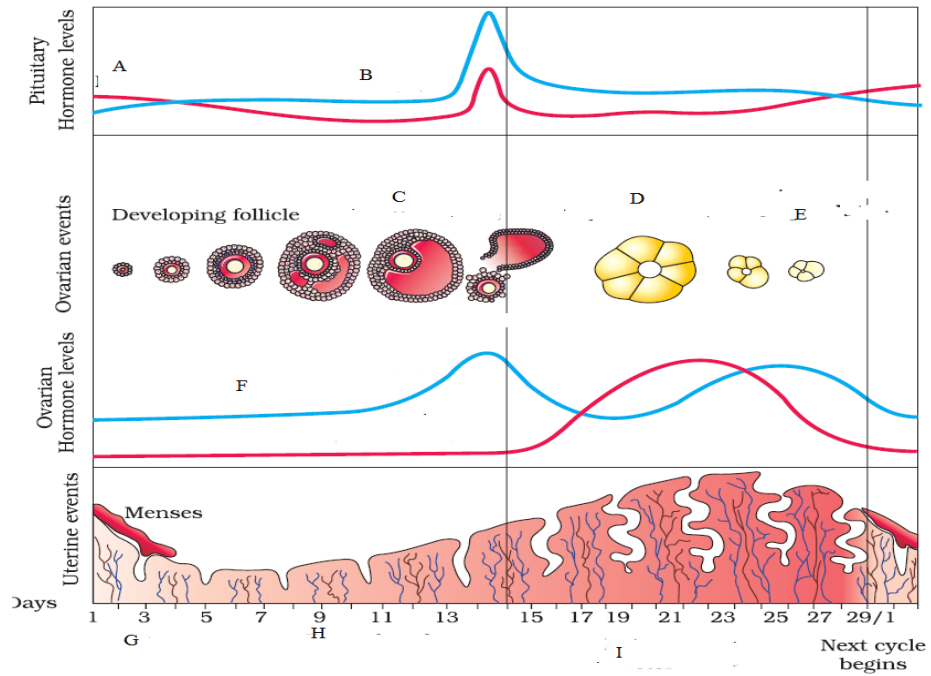 Pituitary
Hormone levels
A
B
Ovarian events
C
D
E
Developing follicle
Ovarian
Hormone levels
F
Uterine events
Menses
Days
1 3 5 7 9 11 13 15 17 19 21 23 25 27 29/1
G
H
I
Next cycle
begins